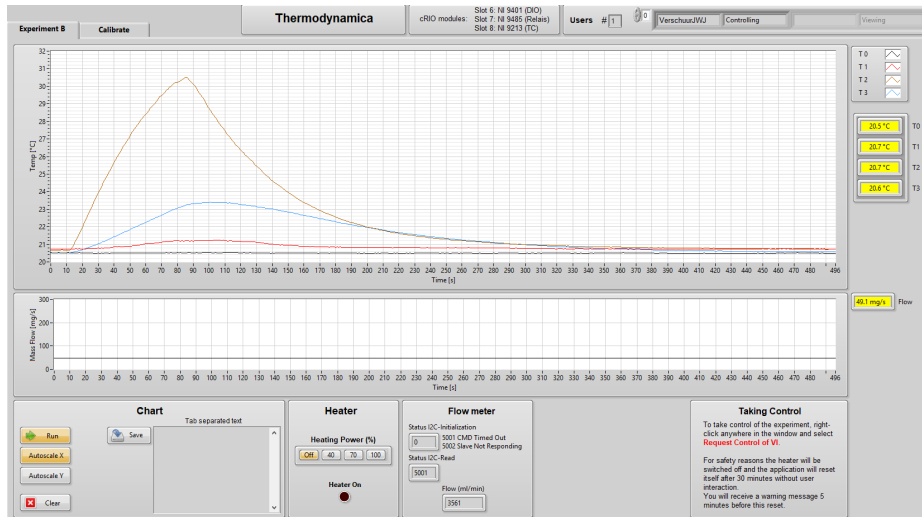 Experiment B
Calibrate
Thermodynamica
cRIO modules:
Slot 6: NI 9401 (DIO)
Slot 7: NI 9485 (Relais)
Slot 8: NI 9213 (TC)
Users # 1 0 VerschuurJWJ Controlling Viewing
Temp [°C]
32
31
30
29
28
27
26
25
24
23
22
21
20
0 10 20 30 40 50 60 70 80 90 100 110 120 130 140 150 160 170 180 190 200 210 220 230 240 250 260 270 280 290 300 310 320 330 340 350 360 370 380 390 400 410 420 430 440 450 460 470 480 496
Time [s]
T 0
T 1
T 2
T 3
20.5 °C T0
20.7 °C T1
20.7 °C T2
20.6 °C T3
Mass Flow [mg/s]
300
200
100
0
0 10 20 30 40 50 60 70 80 90 100 110 120 130 140 150 160 170 180 190 200 210 220 230 240 250 260 270 280 290 300 310 320 330 340 350 360 370 380 390 400 410 420 430 440 450 460 470 480 496
Time [s]
49.1 mg/s Flow
Chart
Run
Autoscale X
Autoscale Y
Clear
Save
Tab separated text
Heater
Heating Power (%)
Off 40 70 100
Heater On
Flow meter
Status I2C-Initialization
0
5001 CMD Timed Out
5002 Slave Not Responding
Status I2C-Read
5001
Flow (ml/min)
3561
Taking Control
To take control of the experiment, right-
click anywhere in the window and select
Request Control of VI.
For safety reasons the heater will be
switched off and the application will reset
itself after 30 minutes without user
interaction.
You will receive a warning message 5
minutes before this reset.